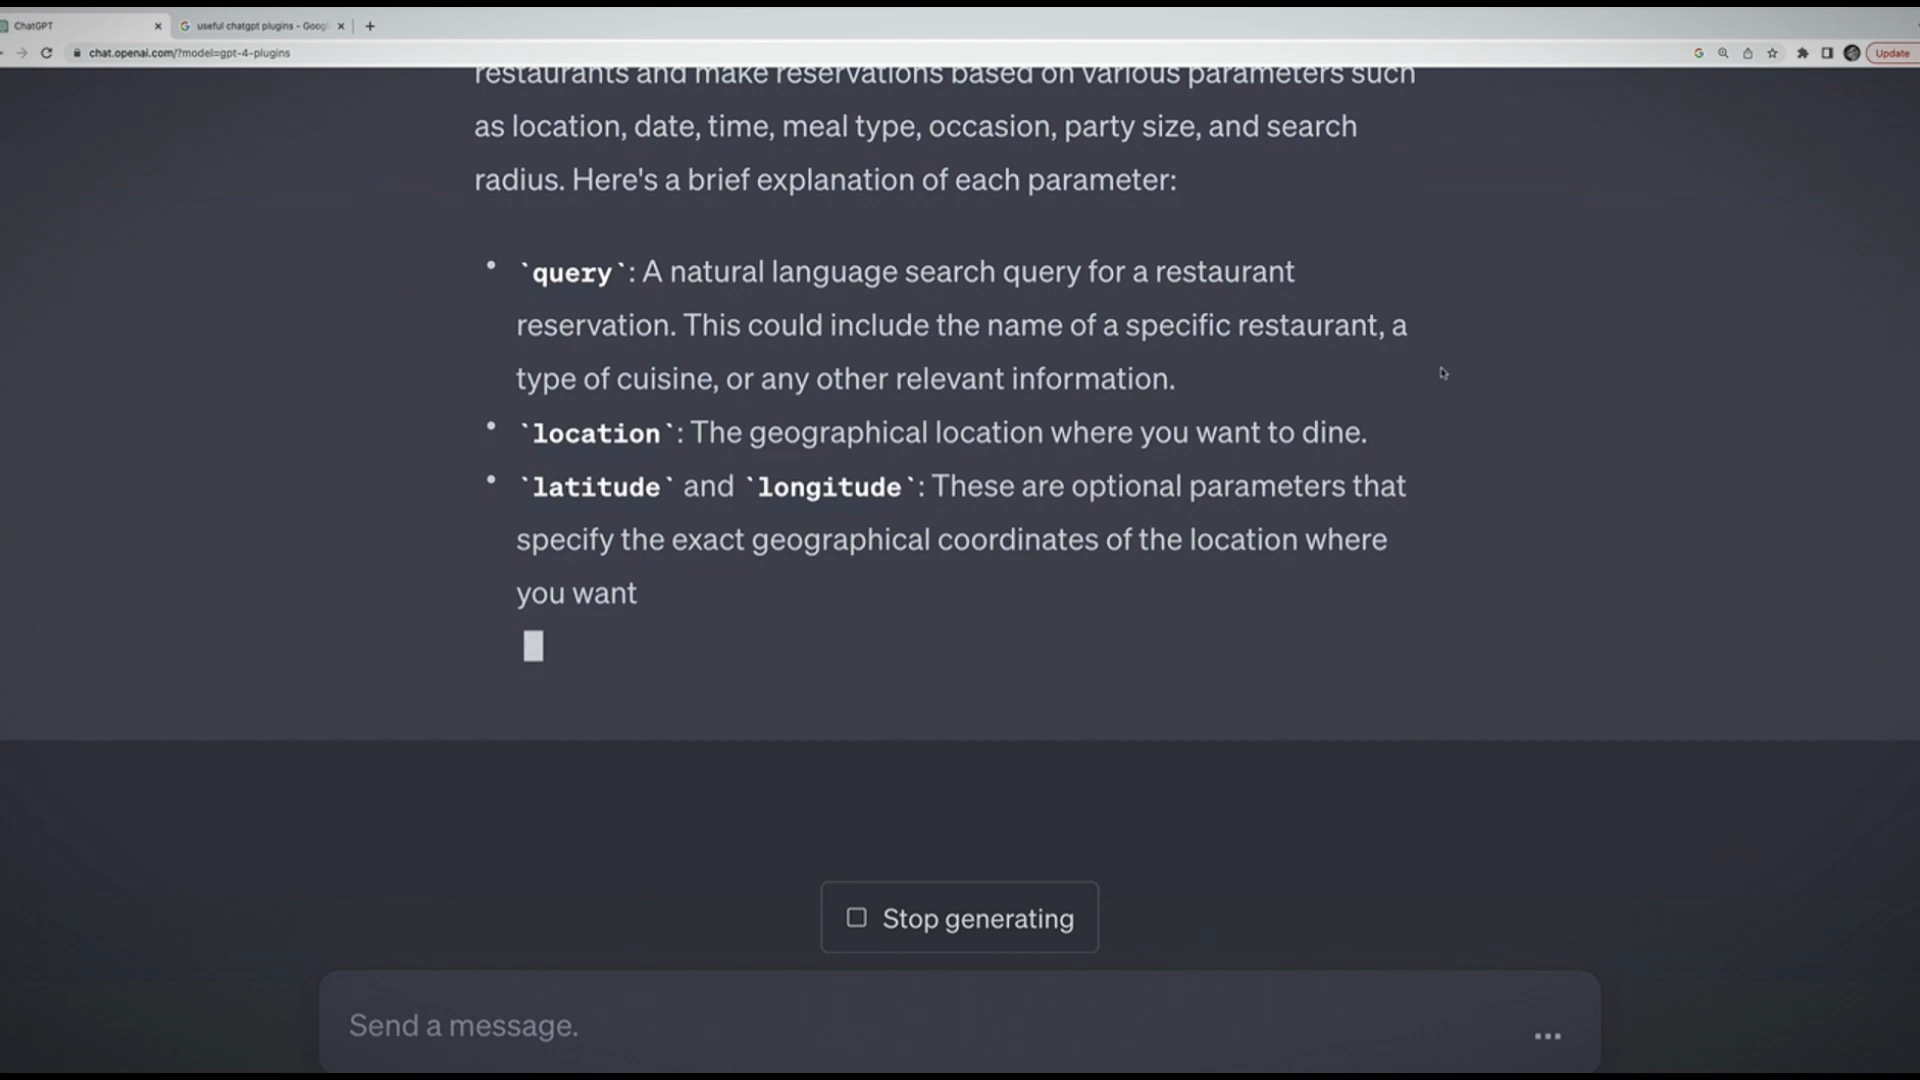 ChatGPT
useful chatgpt plugins - Goog
chat.openai.com/?model=gpt-4-plugins
Update
restaurants and make reservations based on various parameters such
as location, date, time, meal type, occasion, party size, and search
radius. Here's a brief explanation of each parameter:
• `query`: A natural language search query for a restaurant
reservation. This could include the name of a specific restaurant, a
type of cuisine, or any other relevant information.
• `location`: The geographical location where you want to dine.
• `latitude` and `longitude`: These are optional parameters that
specify the exact geographical coordinates of the location where
you want
Stop generating
Send a message.